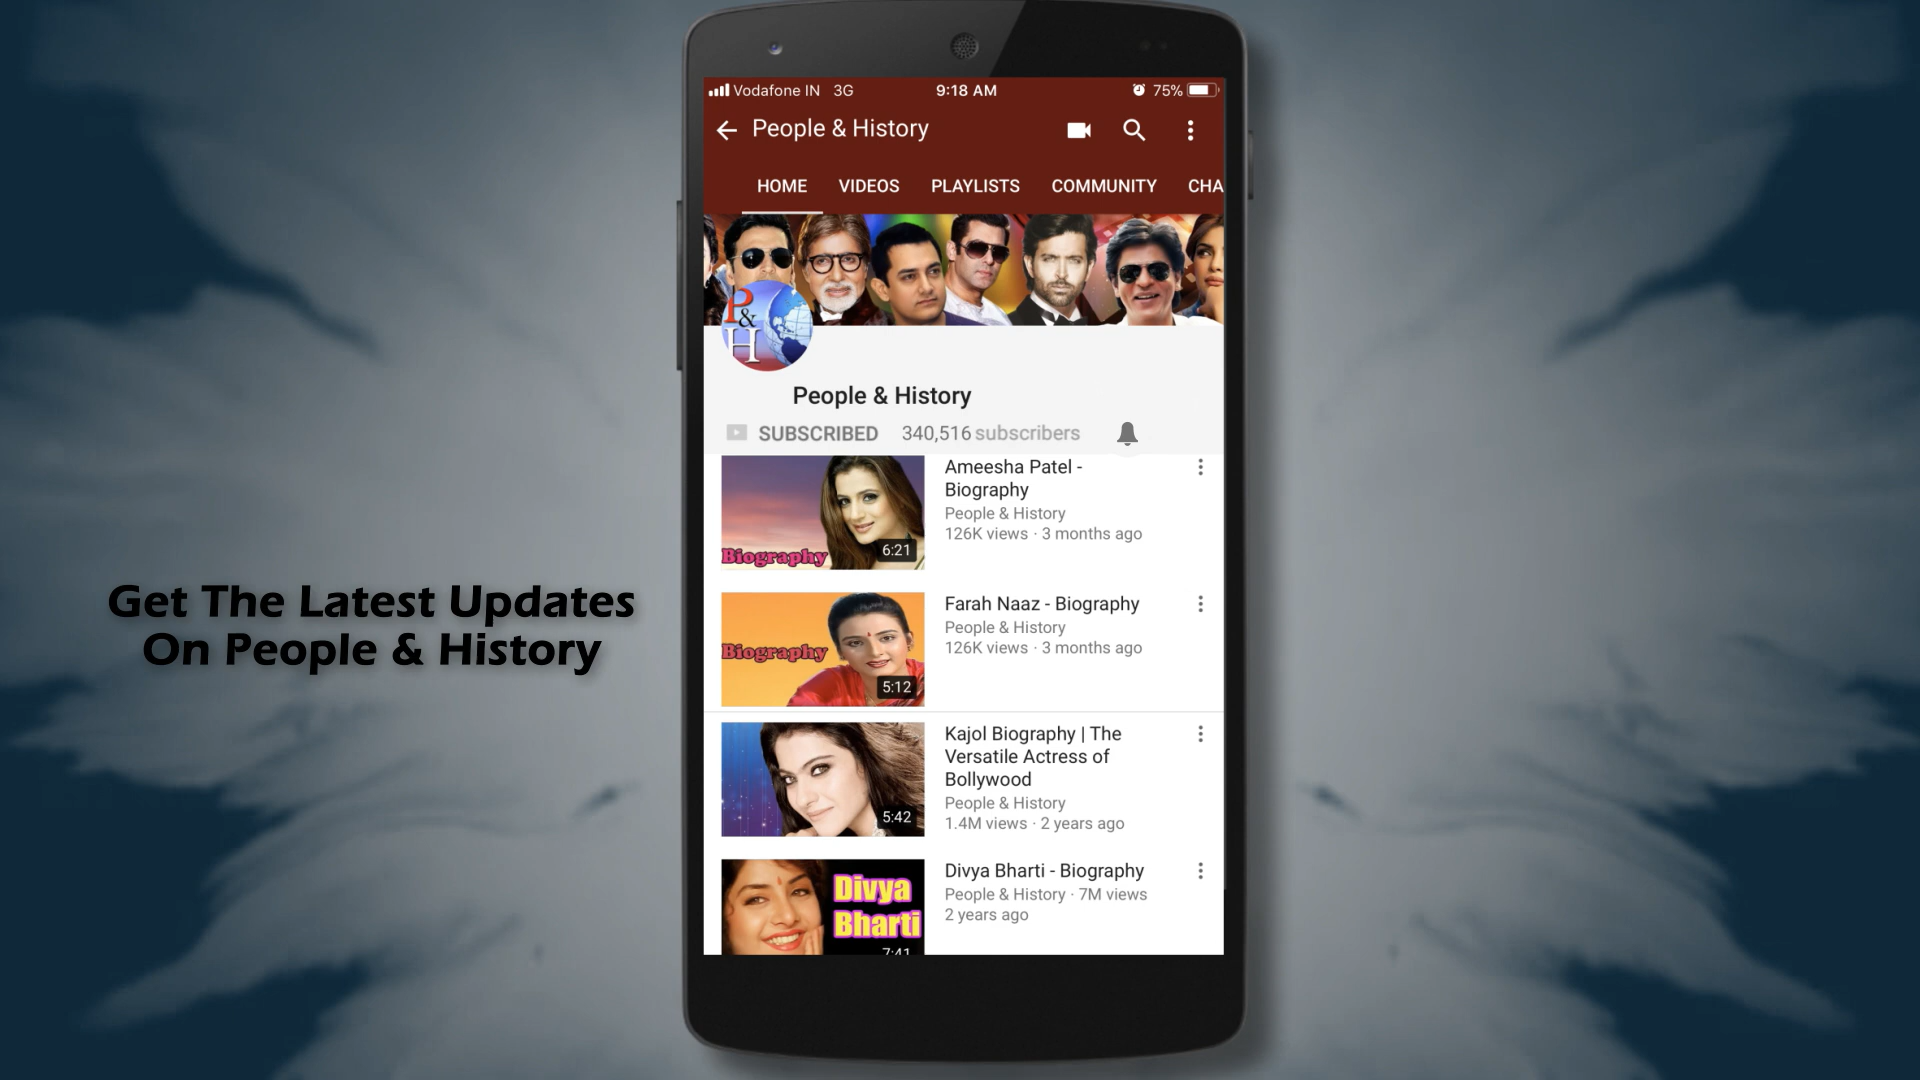 Vodafone IN 3G 9:18 AM 75%
People & History
HOME VIDEOS PLAYLISTS COMMUNITY CHA
P
&
H
People & History
SUBSCRIBED 340,516 subscribers
Ameesha Patel -
Biography
People & History
126K views · 3 months ago
Biography
6:21
Farah Naaz - Biography
People & History
126K views · 3 months ago
Biography
5:12
Get The Latest Updates
On People & History
Kajol Biography | The
Versatile Actress of
Bollywood
People & History
1.4M views · 2 years ago
5:42
Divya Bharti - Biography
People & History · 7M views
2 years ago
Divya
Bharti
7:41